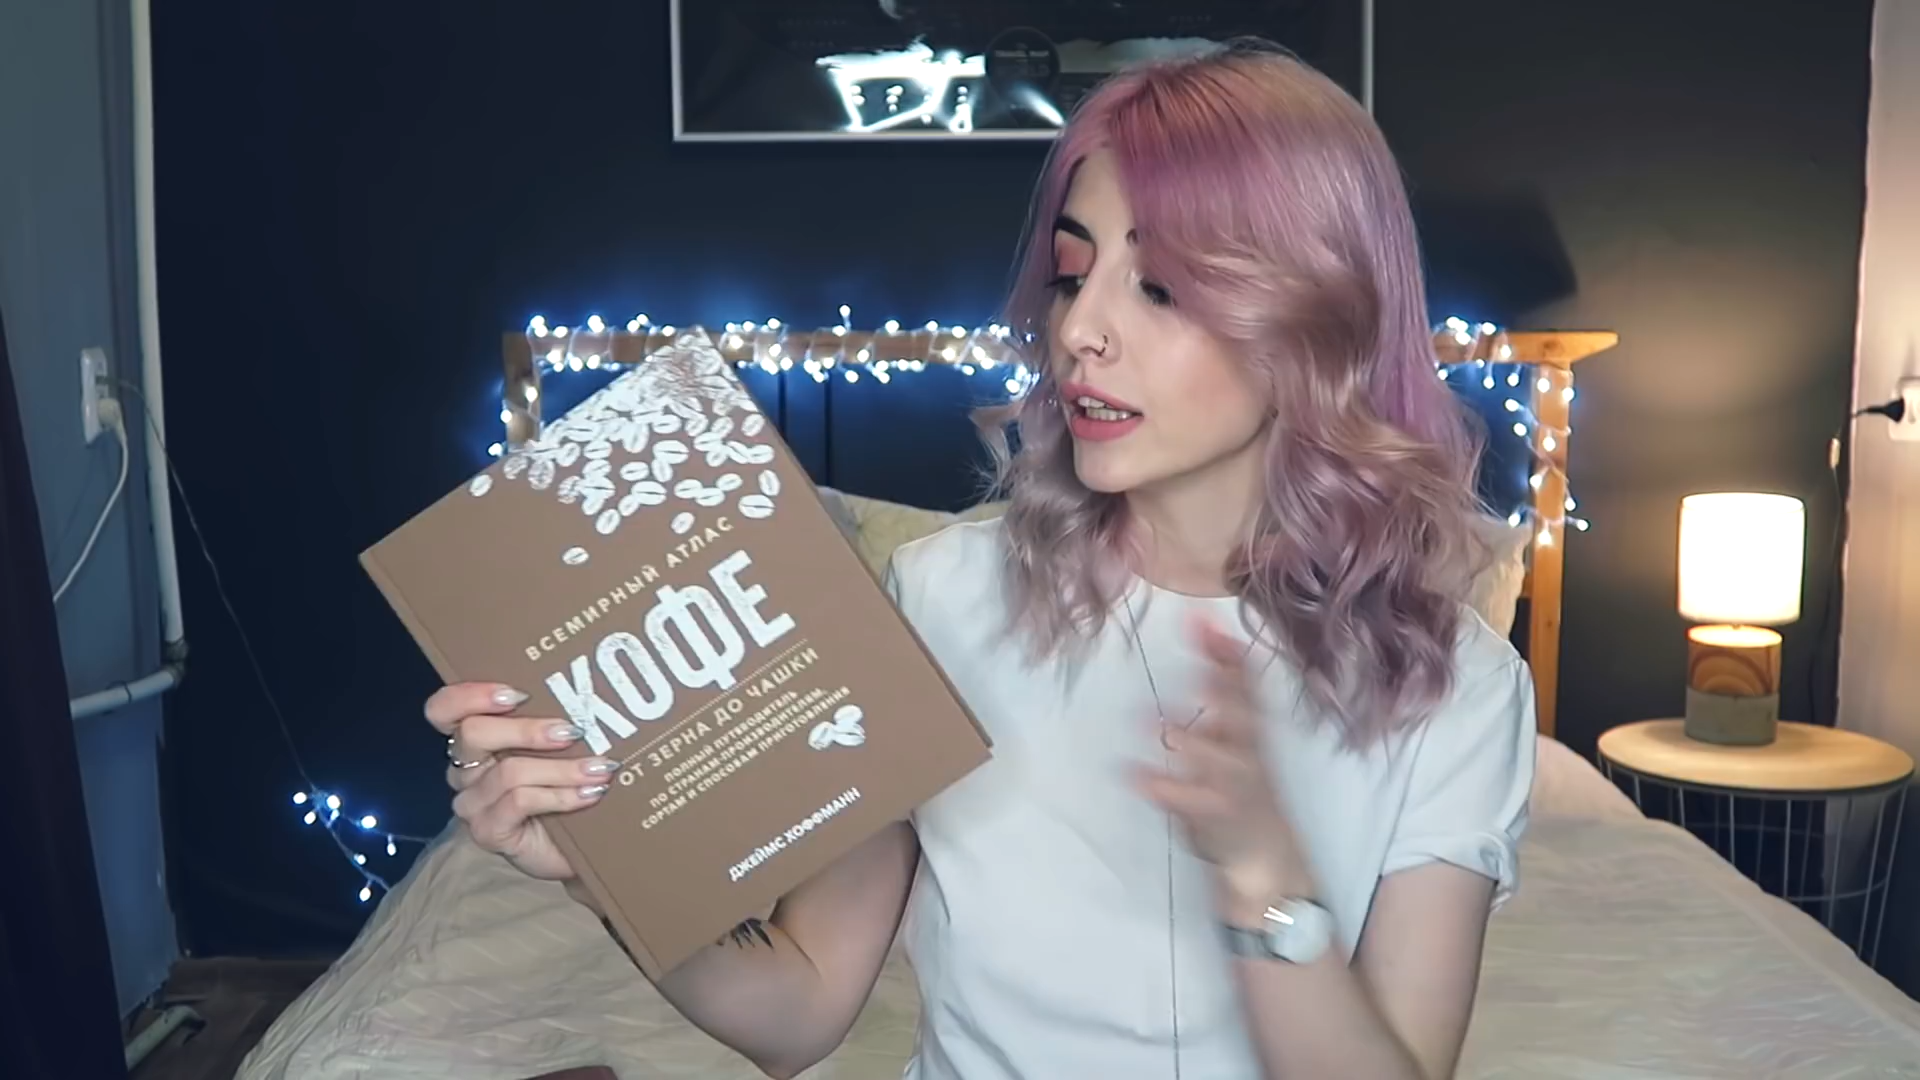 ВСЕМИРНЫЙ АТЛАС
КОФЕ
ОТ ЗЕРНА ДО ЧАШКИ
ПОЛНЫЙ ПУТЕВОДИТЕЛЬ
ПО СТРАНАМ-ПРОИЗВОДИТЕЛЯМ,
СОРТАМ И СПОСОБАМ ПРИГОТОВЛЕНИЯ
ДЖЕЙМС ХОФФМАНН